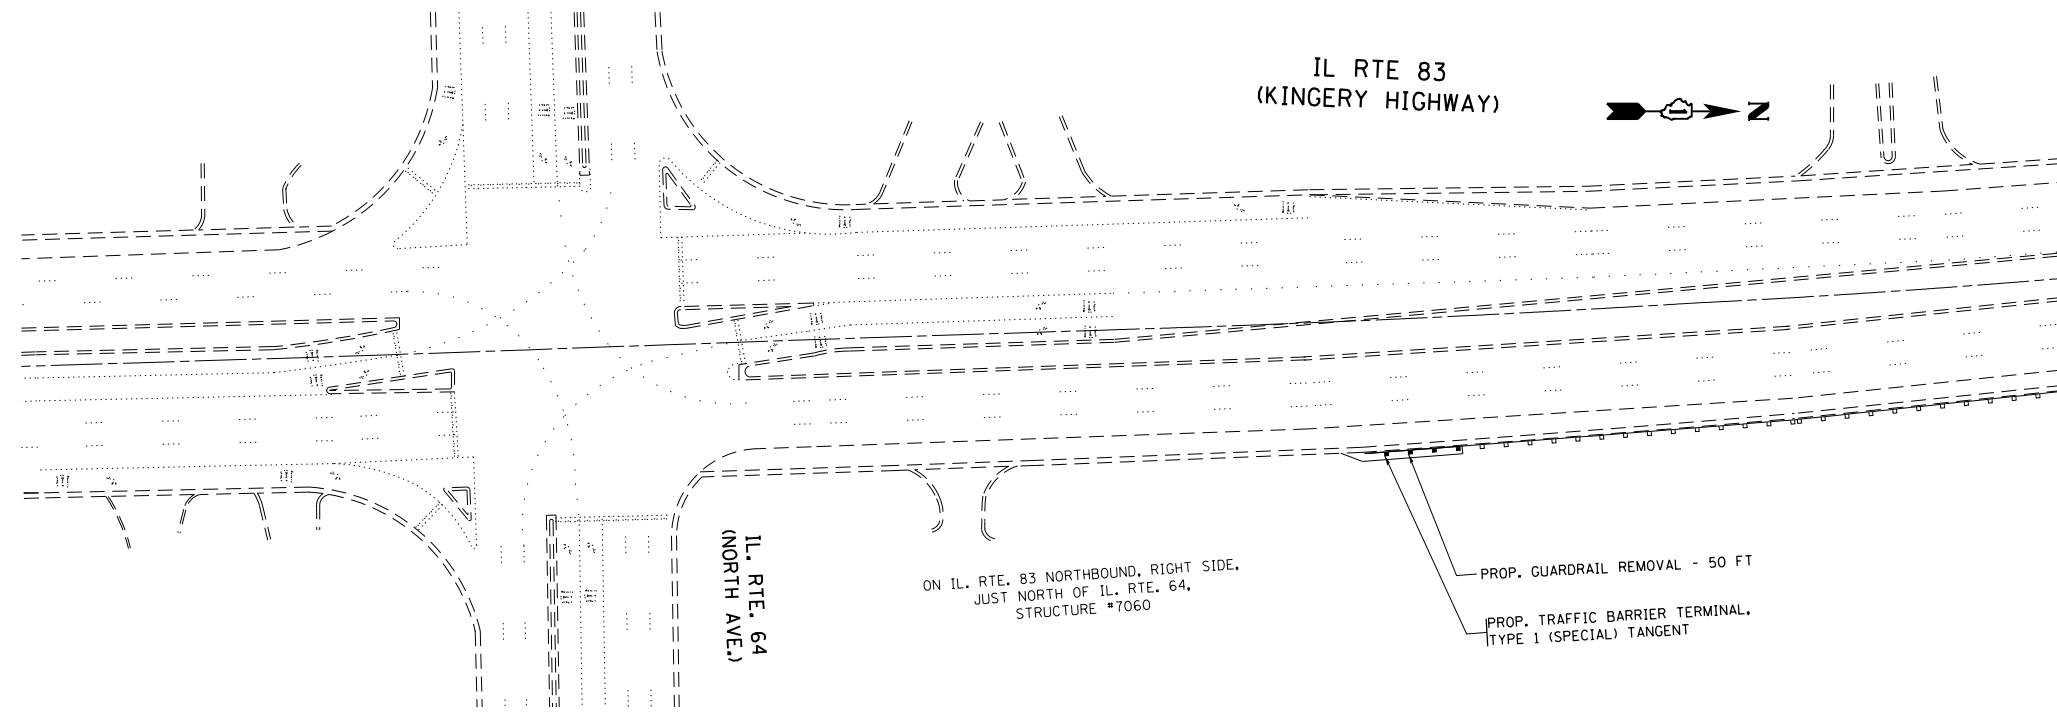 IL RTE 83
(KINGERY HIGHWAY)
N
IL. RTE. 64
(NORTH AVE.)
ON IL. RTE. 83 NORTHBOUND, RIGHT SIDE,
JUST NORTH OF IL. RTE. 64,
STRUCTURE #7060
PROP. GUARDRAIL REMOVAL - 50 FT
PROP. TRAFFIC BARRIER TERMINAL,
TYPE 1 (SPECIAL) TANGENT